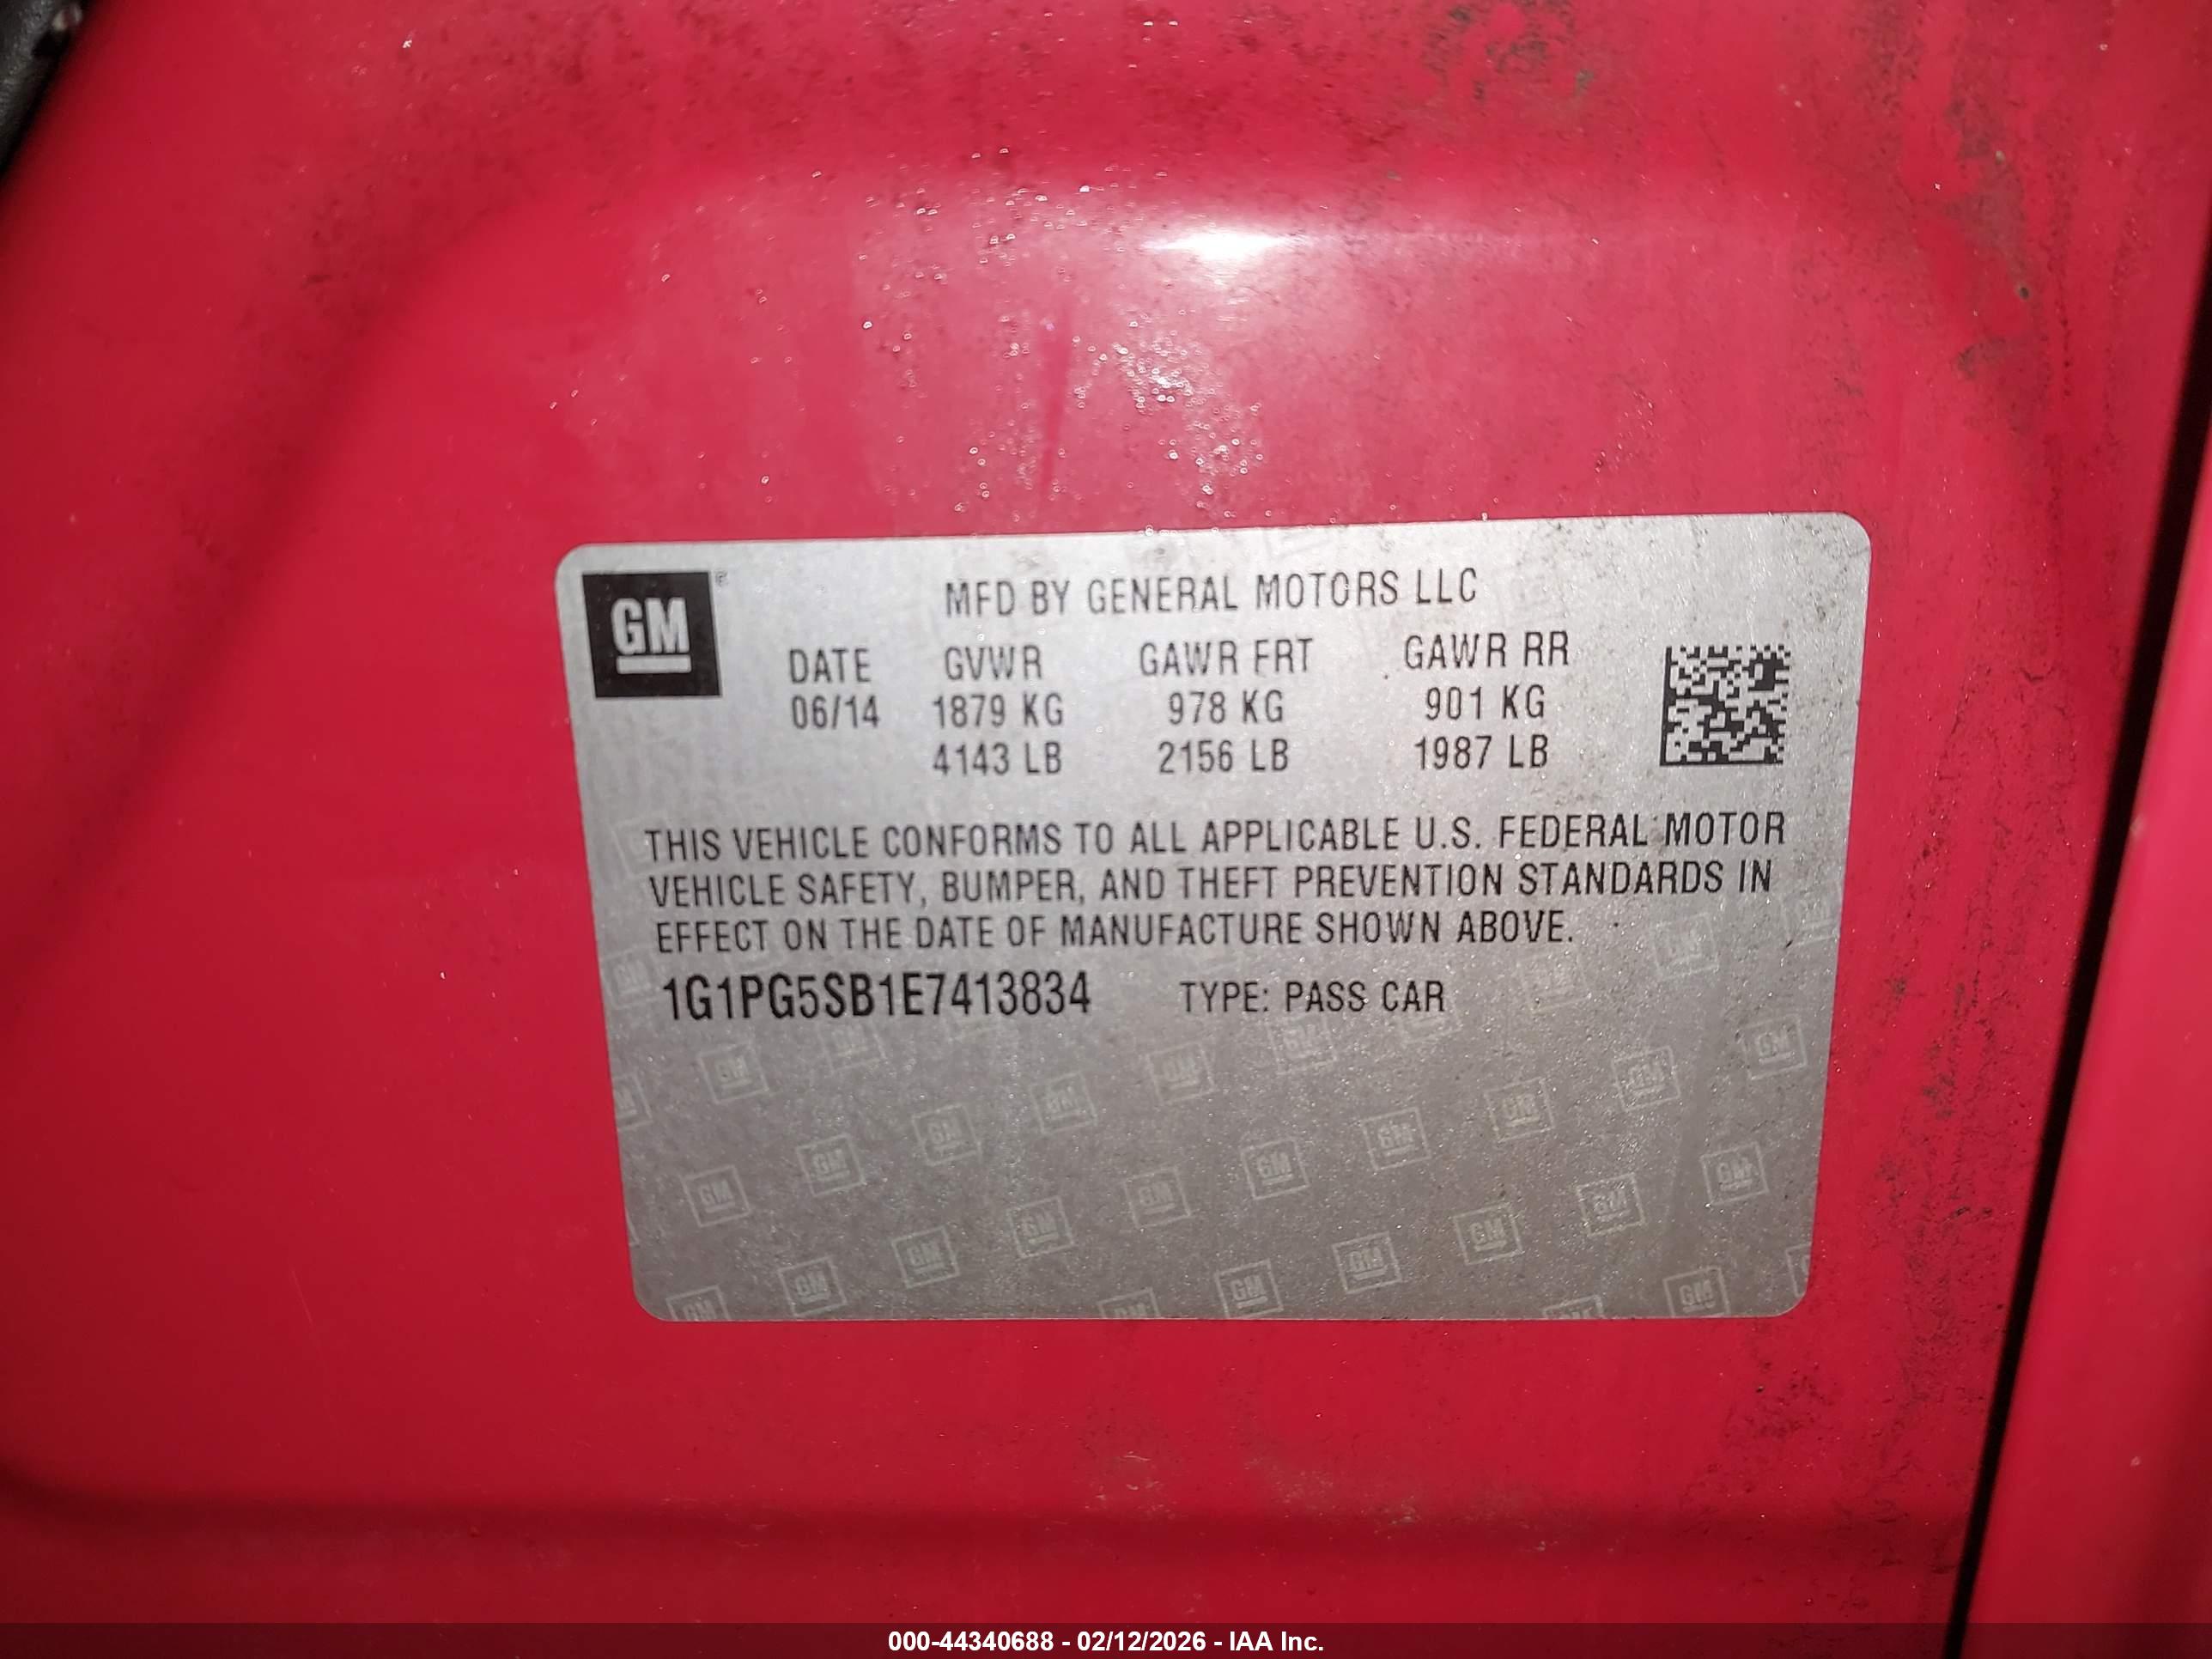 GM
MFD BY GENERAL MOTORS LLC
DATE GVWR GAWR FRT GAWR RR
06/14 1879 KG 978 KG 901 KG
4143 LB 2156 LB 1987 LB
THIS VEHICLE CONFORMS TO ALL APPLICABLE U.S. FEDERAL MOTOR
VEHICLE SAFETY, BUMPER, AND THEFT PREVENTION STANDARDS IN
EFFECT ON THE DATE OF MANUFACTURE SHOWN ABOVE.
1G1PG5SB1E7413834 TYPE: PASS CAR
000-44340688 - 02/12/2026 - IAA Inc.